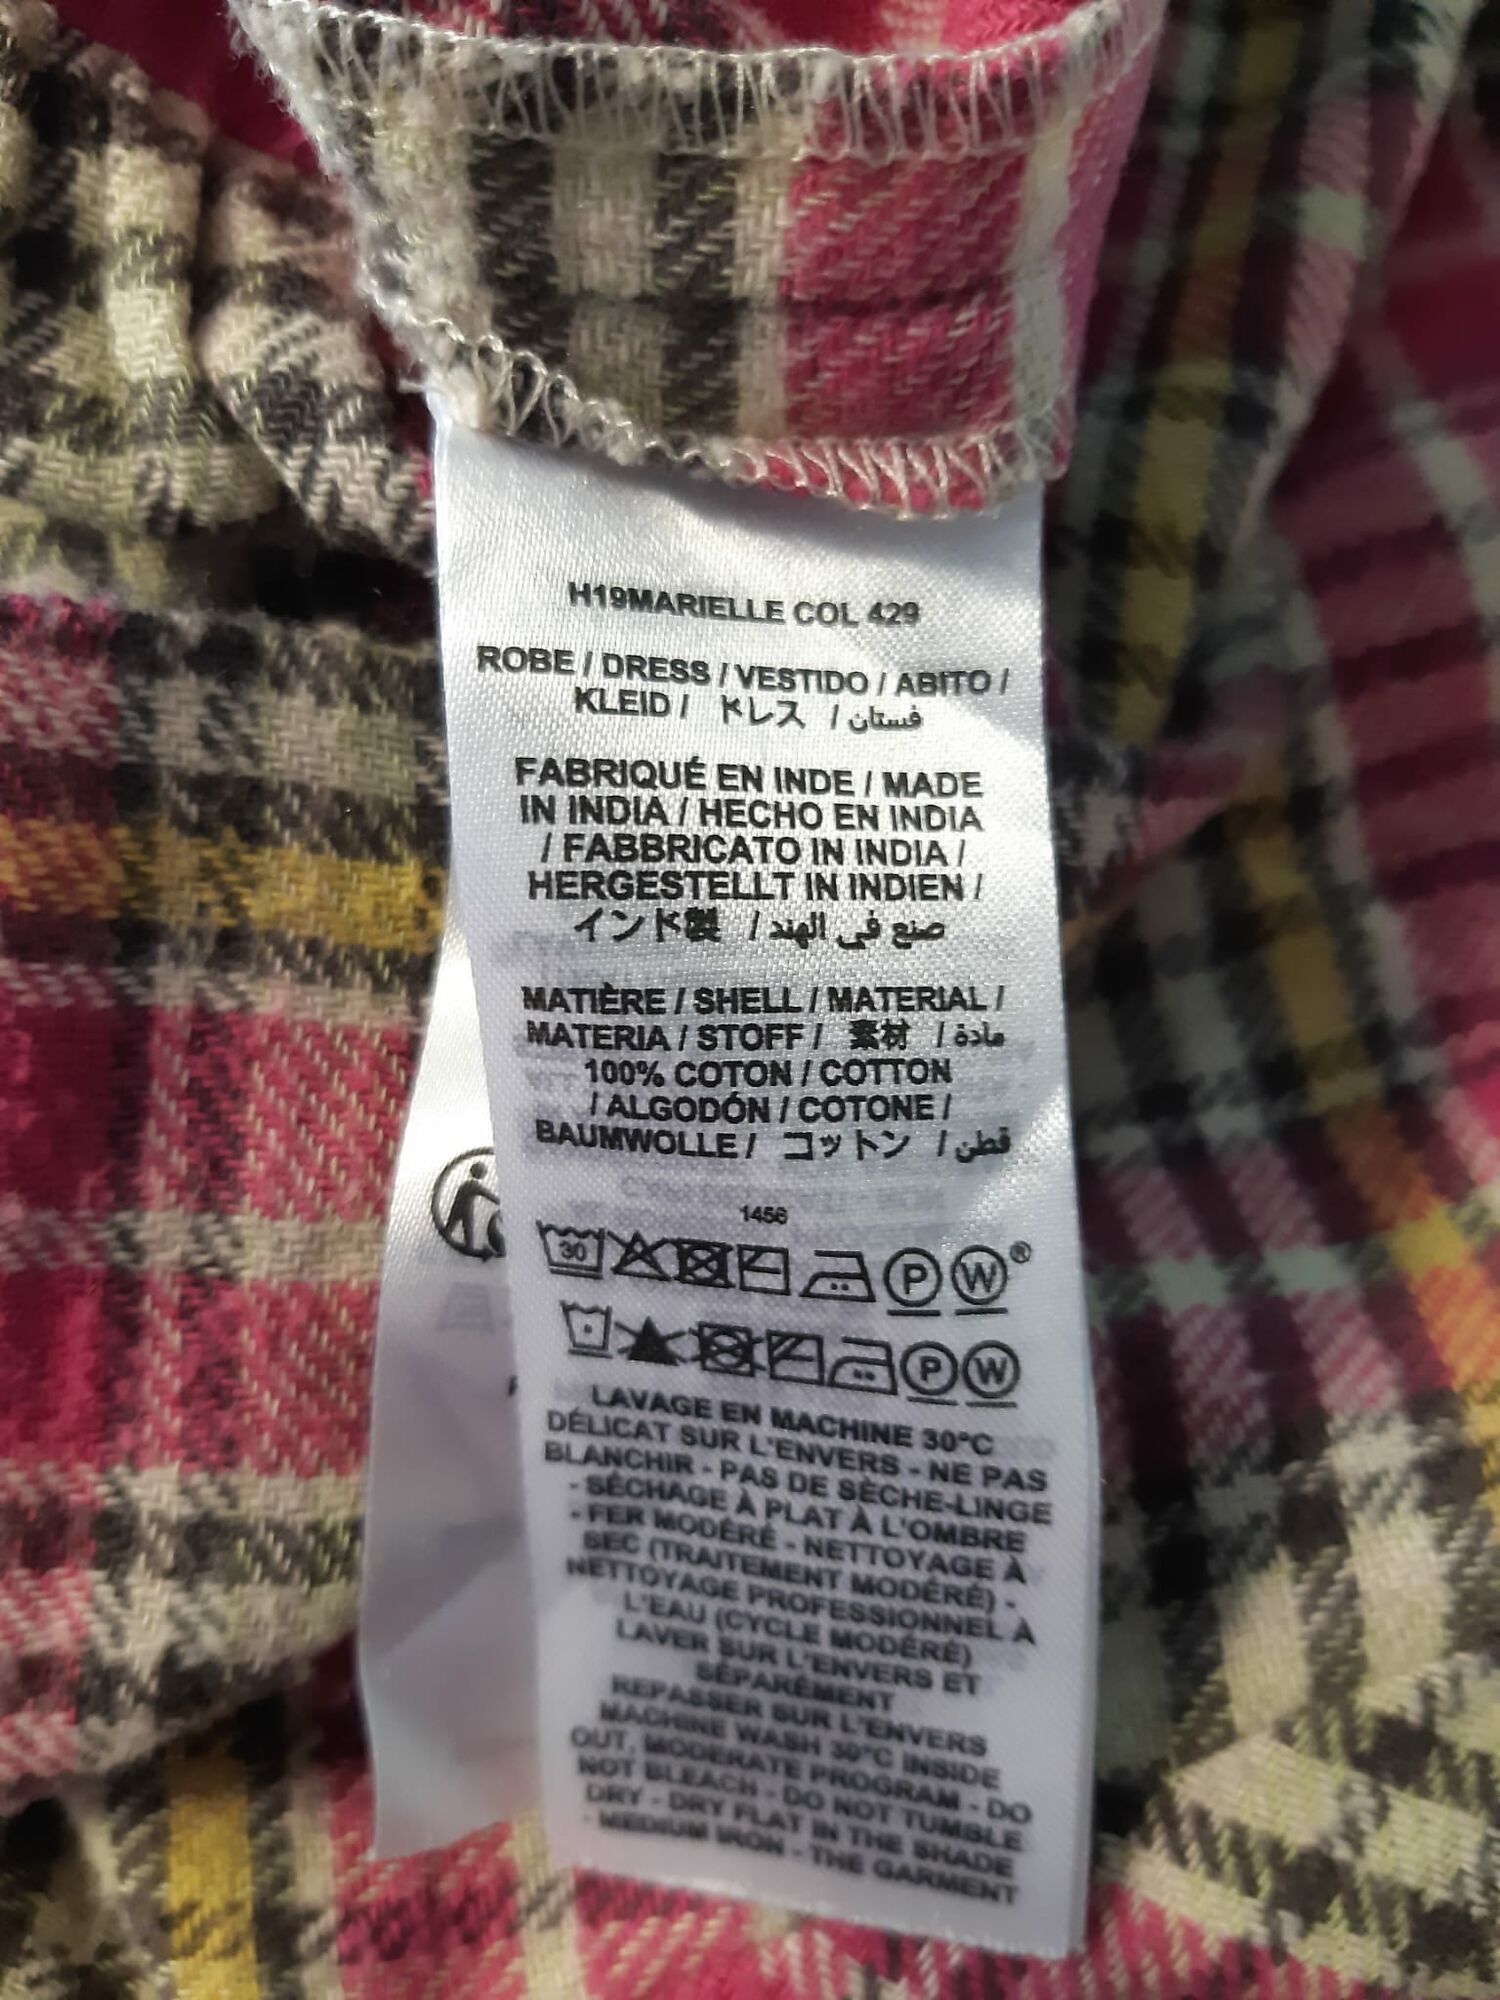 H19MARIELLE COL 429
ROBE / DRESS / VESTIDO / ABITO /
KLEID / ドレス / فستان
FABRIQUÉ EN INDE / MADE
IN INDIA / HECHO EN INDIA
/ FABBRICATO IN INDIA /
HERGESTELLT IN INDIEN /
インド製 / صنع في الهند
MATIÈRE / SHELL / MATERIAL /
MATERIA / STOFF / 素材 / مادة
100% COTON / COTTON
/ ALGODÓN / COTONE /
BAUMWOLLE / コットン / قطن
1456
30 P W ®
P W
LAVAGE EN MACHINE 30°C
DÉLICAT SUR L'ENVERS - NE PAS
BLANCHIR - PAS DE SÈCHE-LINGE
- SÉCHAGE À PLAT À L'OMBRE
- FER MODÉRÉ - NETTOYAGE À
SEC (TRAITEMENT MODÉRÉ) -
NETTOYAGE PROFESSIONNEL À
L'EAU (CYCLE MODÉRÉ)
LAVER SUR L'ENVERS ET
SÉPARÉMENT
REPASSER SUR L'ENVERS
MACHINE WASH 30°C INSIDE
OUT, MODERATE PROGRAM - DO
NOT BLEACH - DO NOT TUMBLE
DRY - DRY FLAT IN THE SHADE
- MEDIUM IRON - THE GARMENT